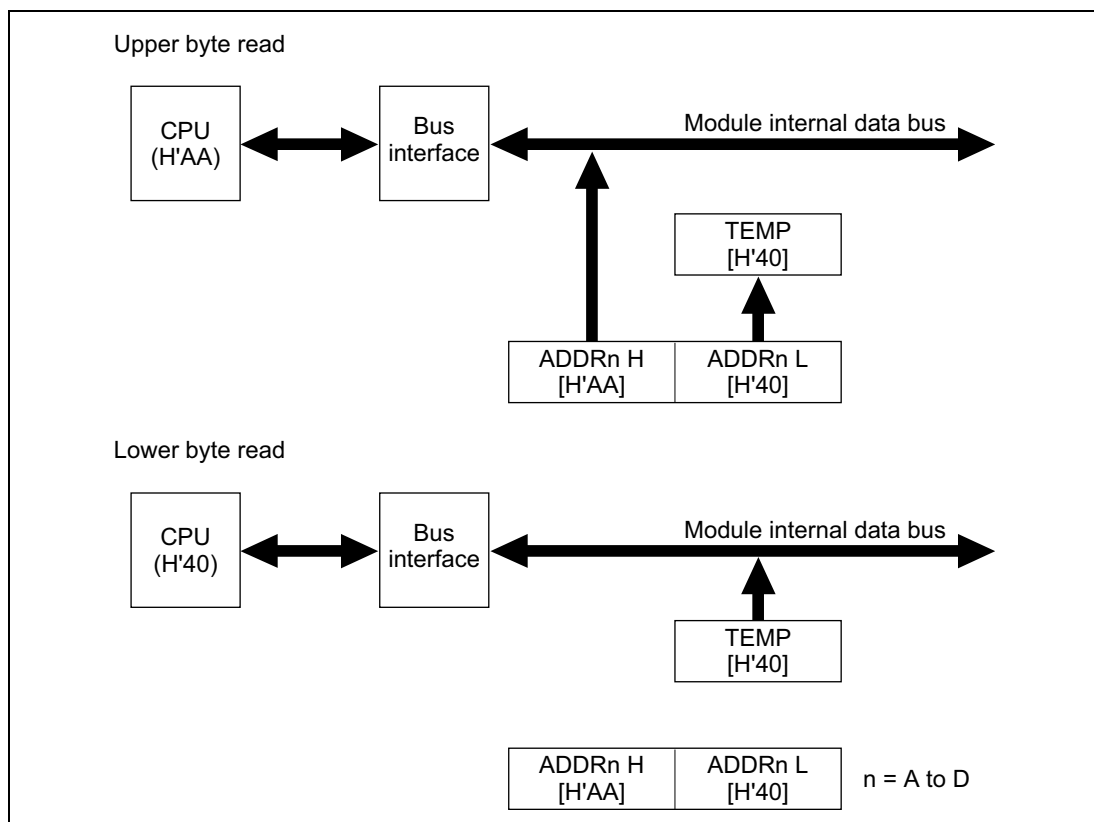 Upper byte read
CPU
(H'AA)
Bus
interface
Module internal data bus
TEMP
[H'40]
ADDRn H
[H'AA]
ADDRn L
[H'40]
Lower byte read
CPU
(H'40)
Bus
interface
Module internal data bus
TEMP
[H'40]
ADDRn H
[H'AA]
ADDRn L
[H'40]
n = A to D